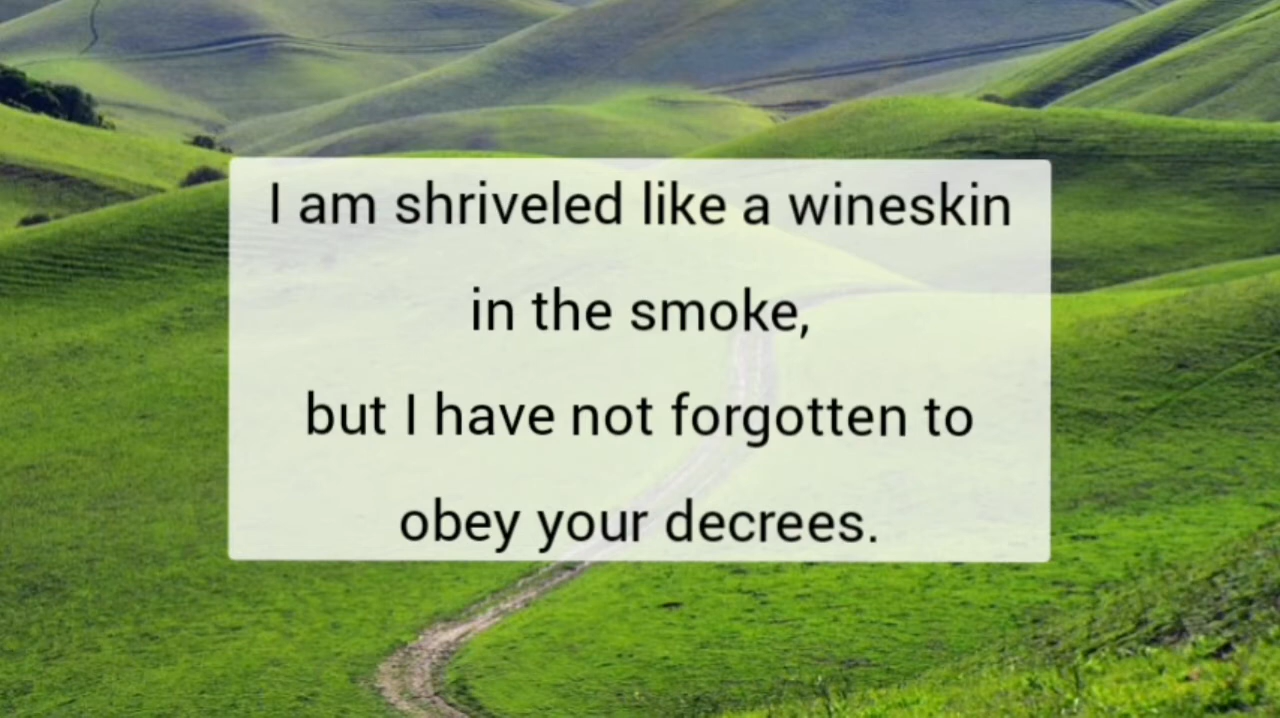 I am shriveled like a wineskin
in the smoke,
but I have not forgotten to
obey your decrees.